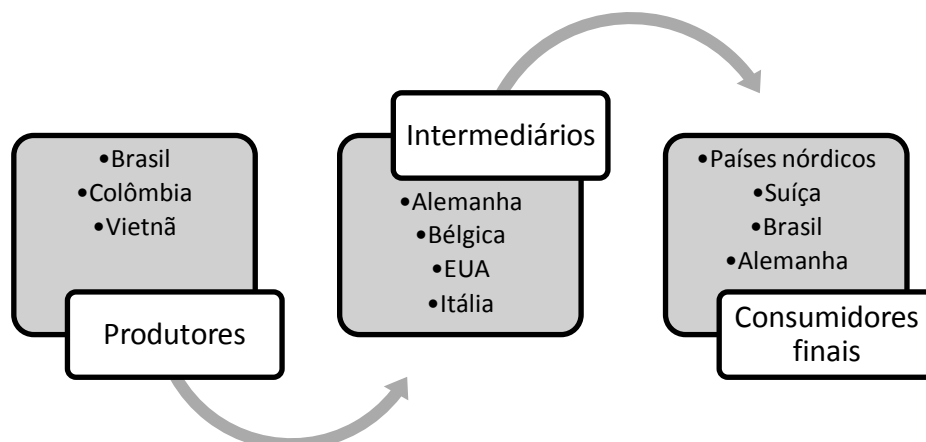 •Brasil
•Colômbia
•Vietnã
Produtores
Intermediários
•Alemanha
•Bélgica
•EUA
•Itália
•Países nórdicos
•Suíça
•Brasil
•Alemanha
Consumidores
finais